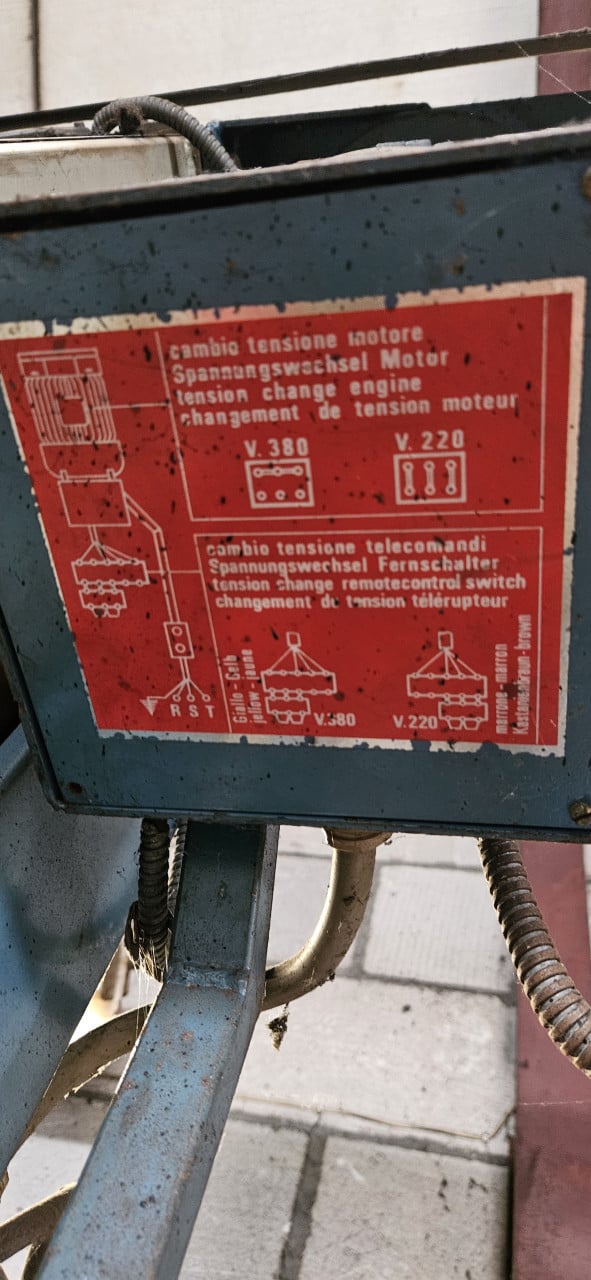 cambio tensione motore
Spannungswechsel Motor
tension change engine
changement de tension moteur
V. 380
V. 220
cambio tensione telecomandi
Spannungswechsel Fernschalter
tension change remotecontrol switch
changement de tension télérupteur
Giallo - Gelb
jellow - jaune
V. 380
V. 220
marrone - marron
Kastanienbraun - brown
R S T